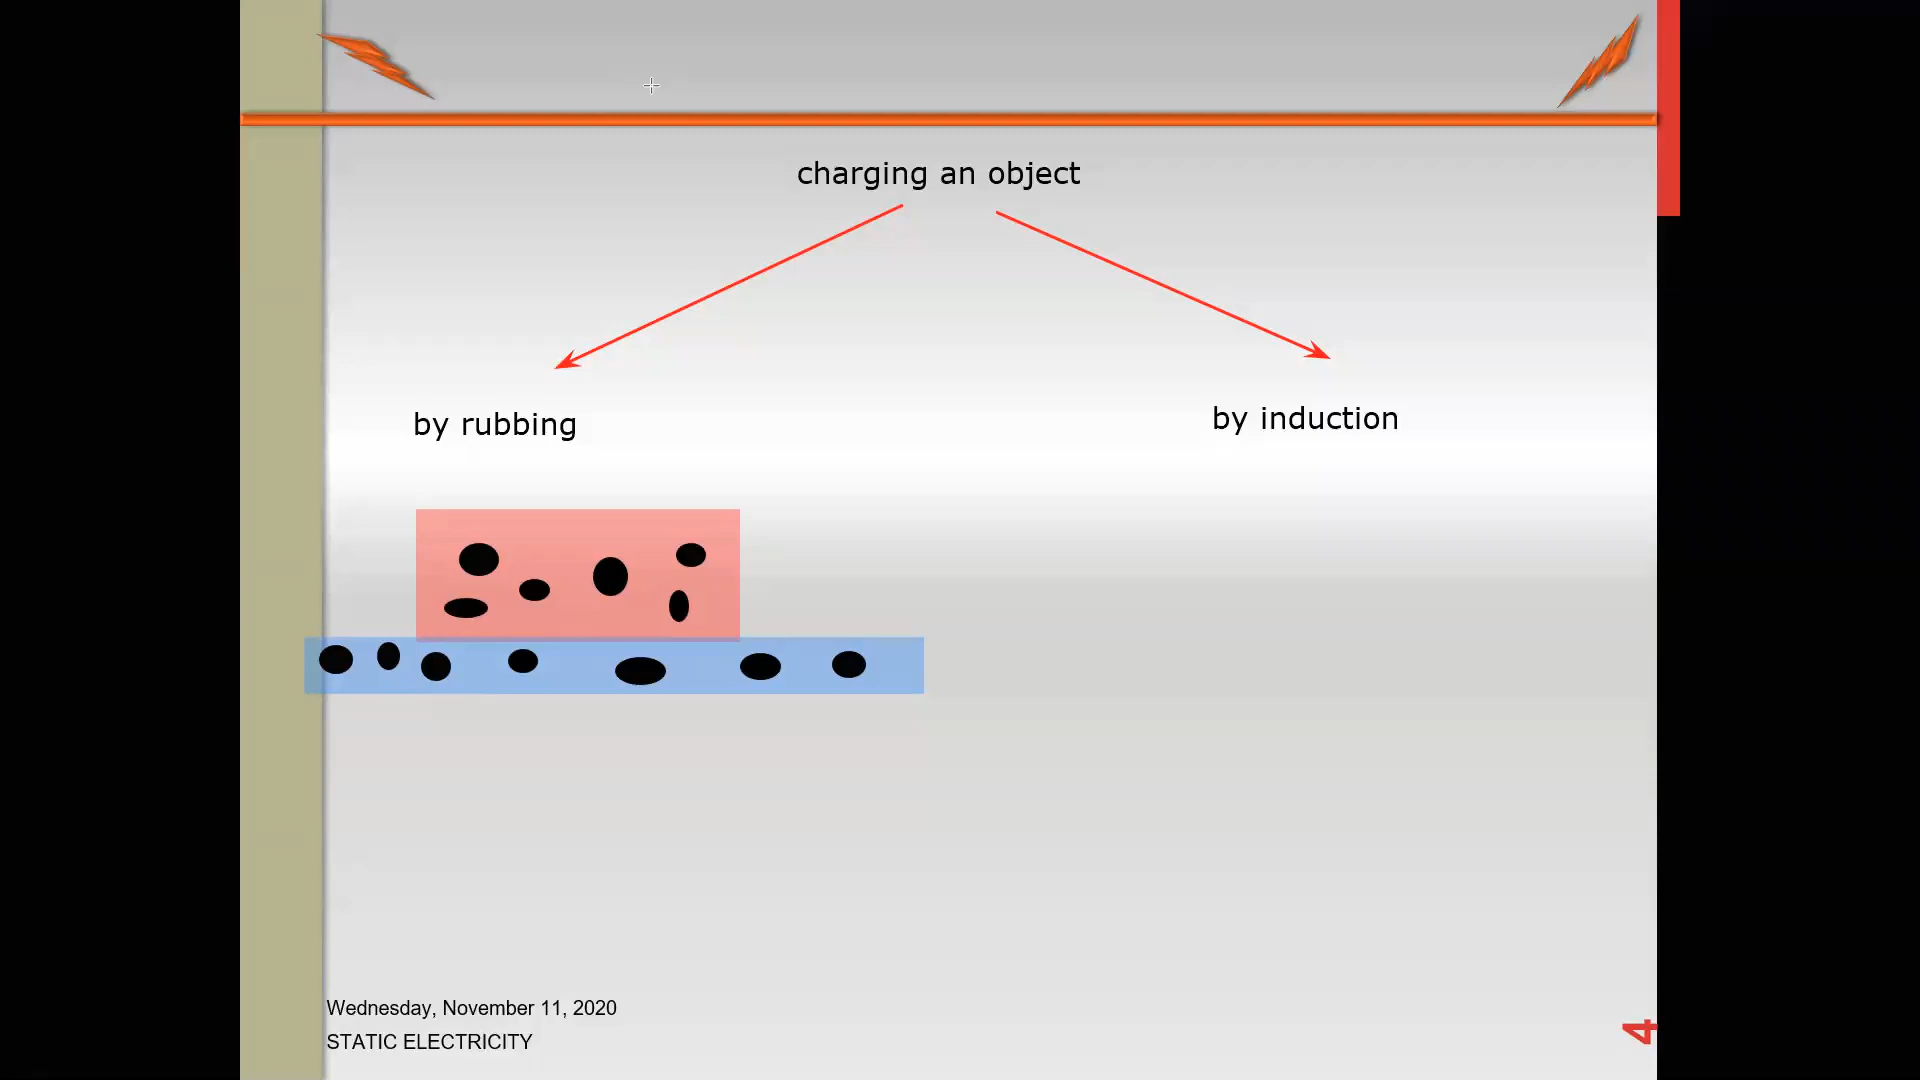 charging an object
by rubbing
by induction
Wednesday, November 11, 2020
STATIC ELECTRICITY
4